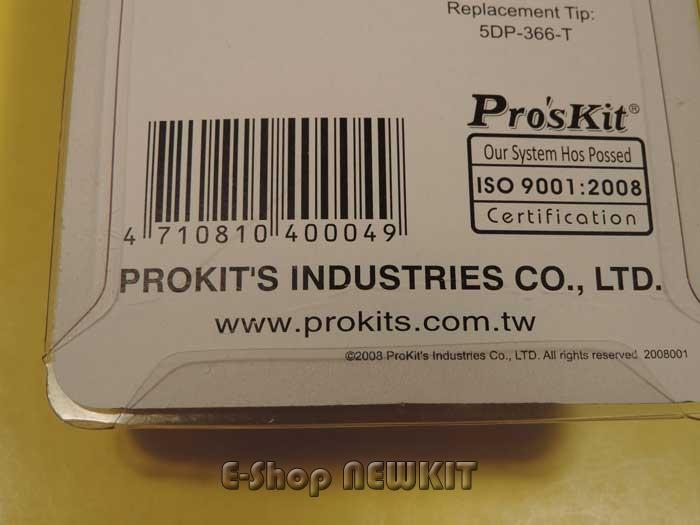 Replacement Tip:
5DP-366-T
Pro'sKit®
Our System Hos Possed
ISO 9001:2008
Certification
4 710810 400049
PROKIT'S INDUSTRIES CO., LTD.
www.prokits.com.tw
©2008 ProKit's Industries Co., LTD. All rights reserved 2008001
E-Shop NEWKIT